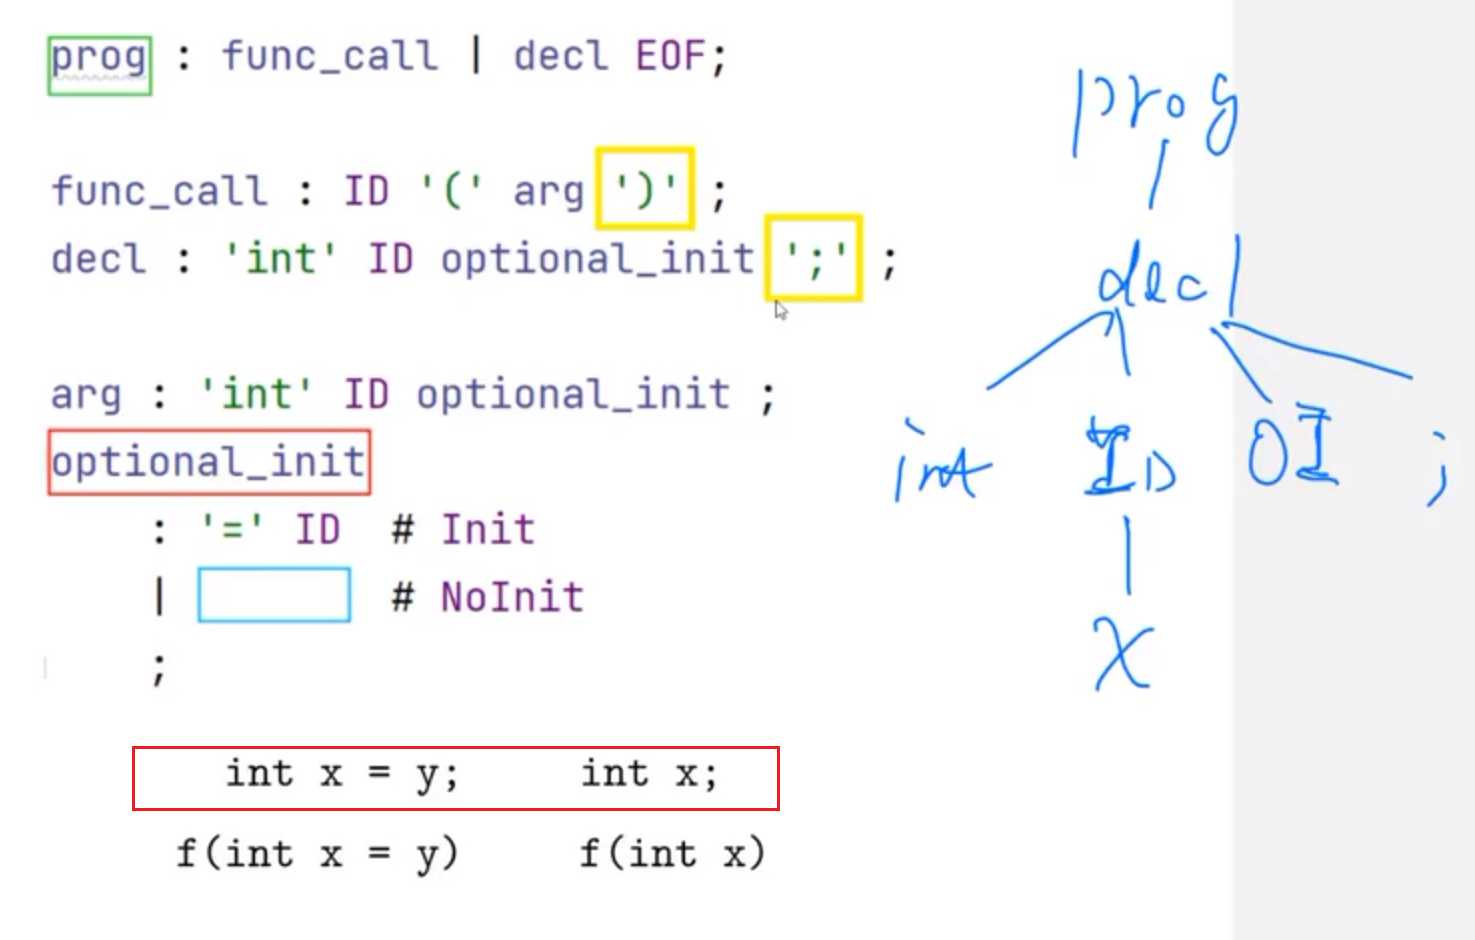 prog : func_call | decl EOF;
func_call : ID '(' arg ')' ;
decl : 'int' ID optional_init ';' ;
arg : 'int' ID optional_init ;
optional_init
: '=' ID # Init
| # NoInit
;
int x = y; int x;
f(int x = y) f(int x)
prog
decl
int ID OI ;
x